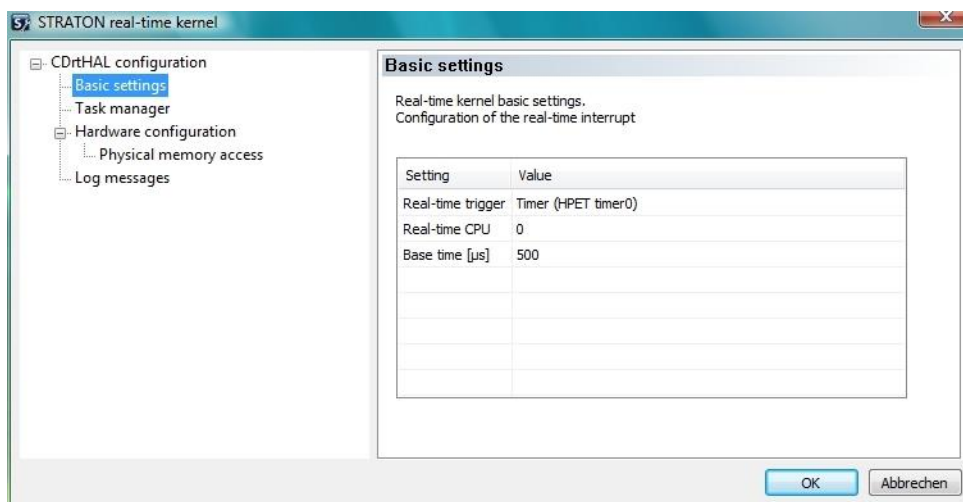 STRATON real-time kernel
CDrtHAL configuration
Basic settings
Task manager
Hardware configuration
Physical memory access
Log messages
Basic settings
Real-time kernel basic settings.
Configuration of the real-time interrupt
Setting Value
Real-time trigger Timer (HPET timer0)
Real-time CPU 0
Base time [µs] 500
OK Abbrechen